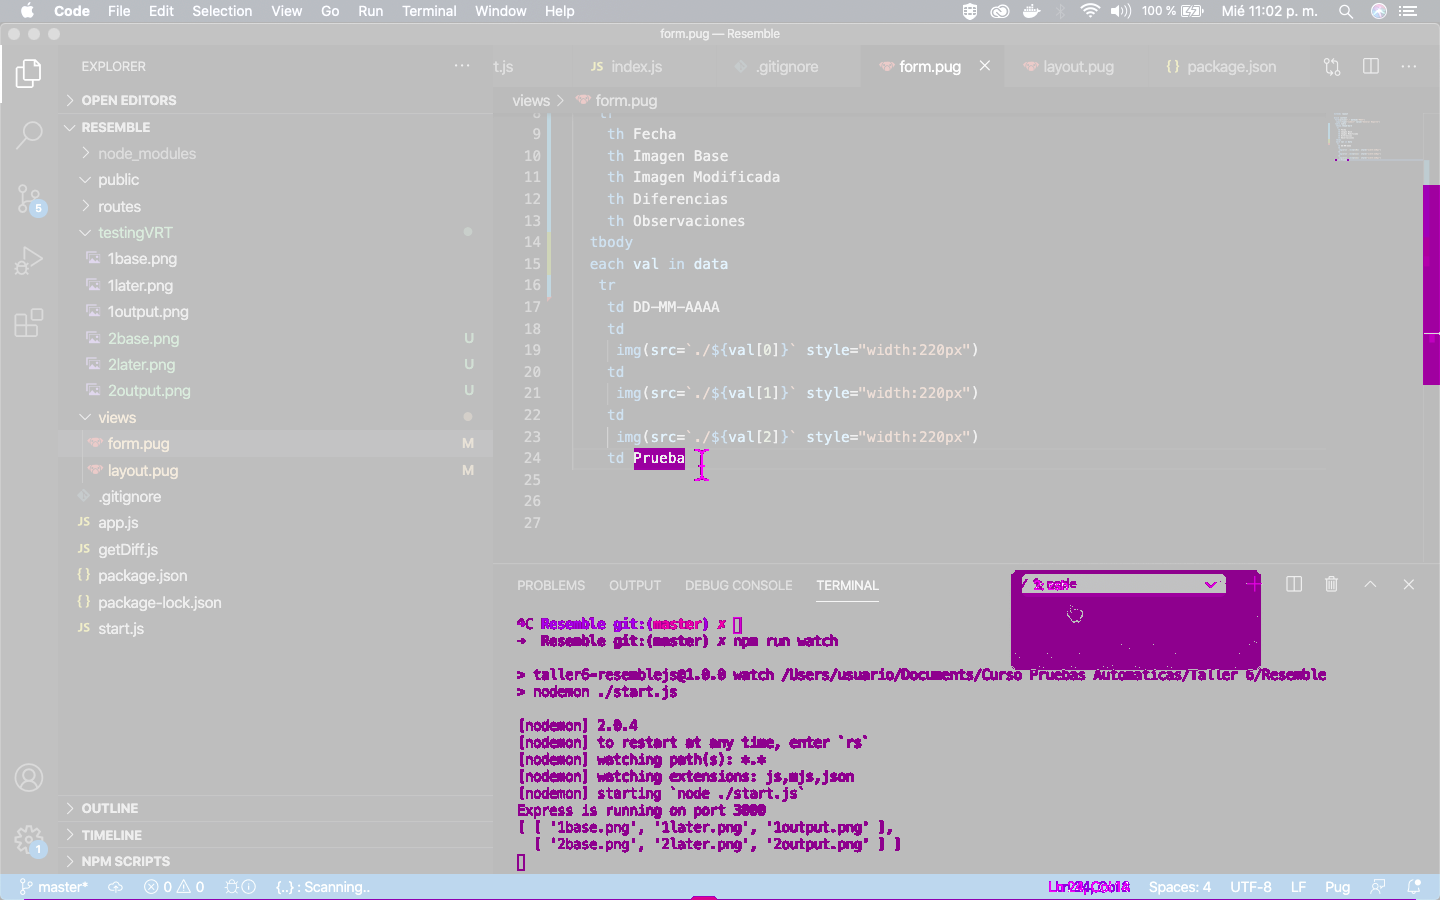 Code File Edit Selection View Go Run Terminal Window Help 100 % Mié 11:02 p. m.
form.pug — Resemble
EXPLORER
t.js index.js .gitignore form.pug layout.pug package.json
OPEN EDITORS
views > form.pug
RESEMBLE
node_modules
public
routes
5
testingVRT
1base.png
1later.png
1output.png
2base.png U
2later.png U
2output.png U
views
form.pug M
layout.pug M
.gitignore
JS app.js
JS getDiff.js
{} package.json
{} package-lock.json
JS start.js
OUTLINE
TIMELINE
NPM SCRIPTS
1
8 tr
9 th Fecha
10 th Imagen Base
11 th Imagen Modificada
12 th Diferencias
13 th Observaciones
14 tbody
15 each val in data
16 tr
17 td DD-MM-AAAA
18 td
19 img(src=`./${val[0]}` style="width:220px")
20 td
21 img(src=`./${val[1]}` style="width:220px")
22 td
23 img(src=`./${val[2]}` style="width:220px")
24 td Prueba
25
26
27
PROBLEMS OUTPUT DEBUG CONSOLE TERMINAL
^C Resemble git:(master) ✗
→ Resemble git:(master) ✗ npm run watch
> taller6-resemblejs@1.0.0 watch /Users/usuario/Documents/Curso Pruebas Automaticas/Taller 6/Resemble
> nodemon ./start.js
[nodemon] 2.0.4
[nodemon] to restart at any time, enter `rs`
[nodemon] watching path(s): *.*
[nodemon] watching extensions: js,mjs,json
[nodemon] starting `node ./start.js`
Express is running on port 3000
[ [ '1base.png', '1later.png', '1output.png' ],
[ '2base.png', '2later.png', '2output.png' ] ]
master* 0 0 {..} : Scanning.. Spaces: 4 UTF-8 LF Pug